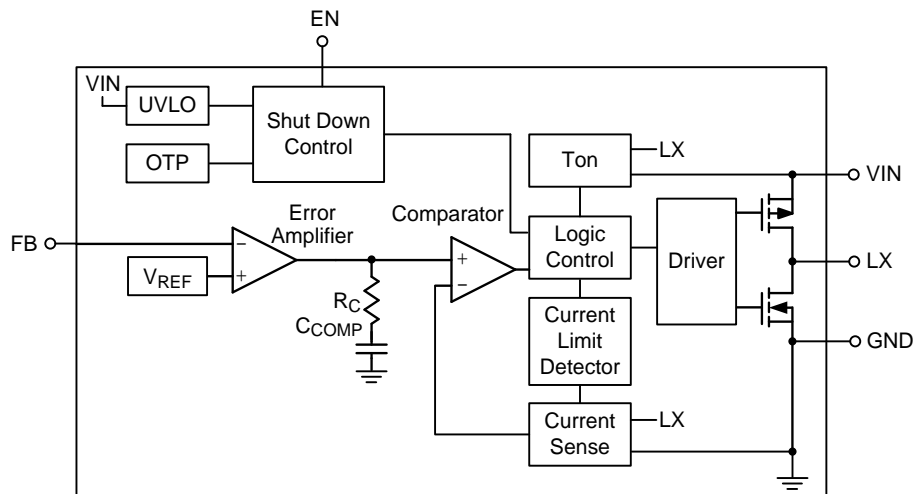 EN
VIN
UVLO
Shut Down
Control
OTP
Ton
LX
VIN
FB
Error
Amplifier
Comparator
Logic
Control
Driver
LX
−
+
VREF
+
−
RC
CCOMP
Current
Limit
Detector
GND
Current
Sense
LX